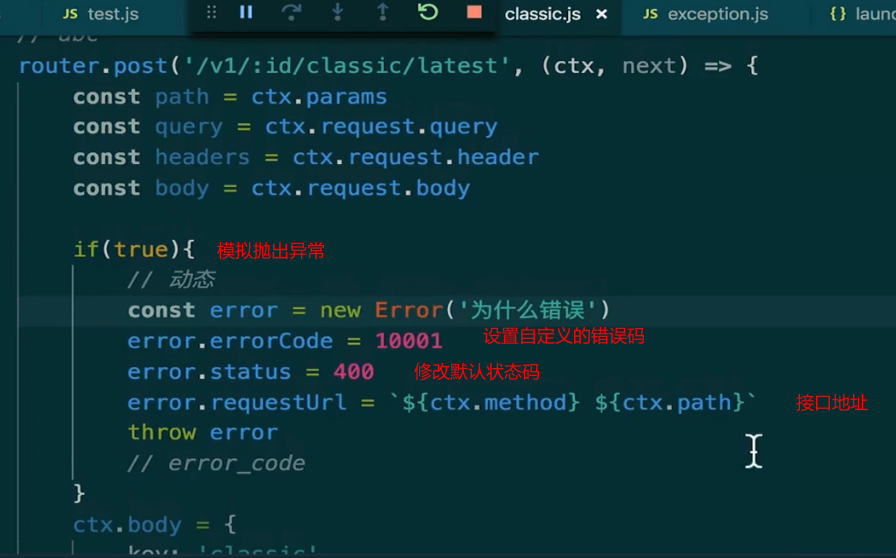 JS test.js classic.js × JS exception.js {} laun
// abc
router.post('/v1/:id/classic/latest', (ctx, next) => {
const path = ctx.params
const query = ctx.request.query
const headers = ctx.request.header
const body = ctx.request.body
if(true){ 模拟抛出异常
// 动态
const error = new Error('为什么错误')
error.errorCode = 10001 设置自定义的错误码
error.status = 400 修改默认状态码
error.requestUrl = `${ctx.method} ${ctx.path}` 接口地址
throw error
// error_code
}
ctx.body = {
key: 'classic'